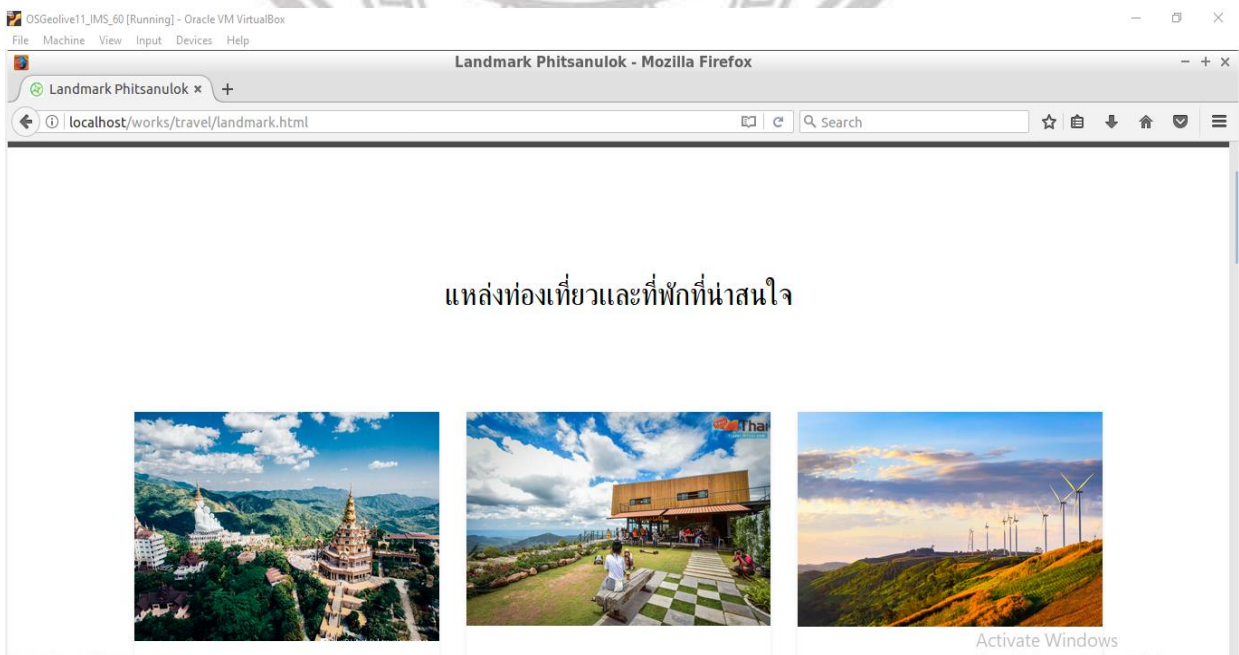 OSGeolive11_IMS_60 [Running] - Oracle VM VirtualBox
File Machine View Input Devices Help
Landmark Phitsanulok - Mozilla Firefox
Landmark Phitsanulok
localhost/works/travel/landmark.html
Search
แหล่งท่องเที่ยวและที่พักที่น่าสนใจ
Thai
Activate Windows